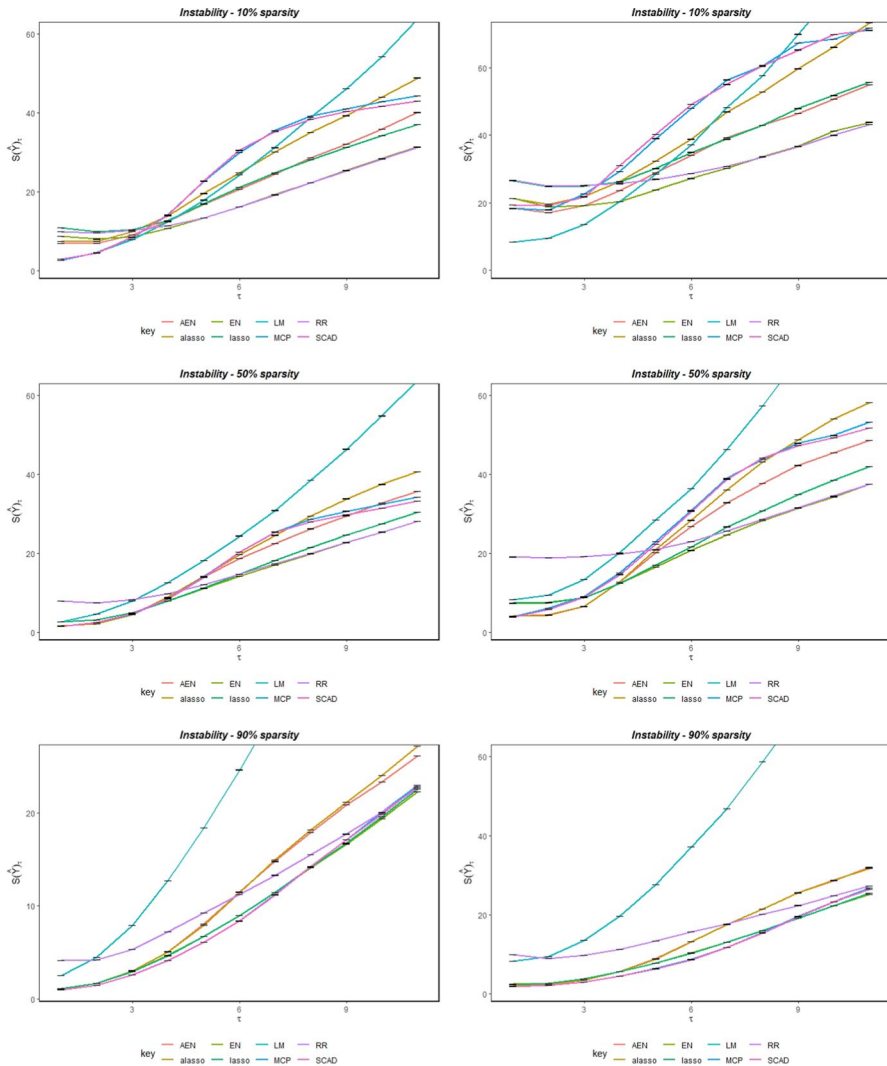 Instability - 10% sparsity
60
40
20
0
S(Ŷ)τ
3
6
9
τ
key
AEN
EN
LM
RR
alasso
lasso
MCP
SCAD
Instability - 10% sparsity
60
40
20
0
S(Ŷ)τ
3
6
9
τ
key
AEN
EN
LM
RR
alasso
lasso
MCP
SCAD
Instability - 50% sparsity
60
40
20
0
S(Ŷ)τ
3
6
9
τ
key
AEN
EN
LM
RR
alasso
lasso
MCP
SCAD
Instability - 50% sparsity
60
40
20
0
S(Ŷ)τ
3
6
9
τ
key
AEN
EN
LM
RR
alasso
lasso
MCP
SCAD
Instability - 90% sparsity
20
10
0
S(Ŷ)τ
3
6
9
τ
key
AEN
EN
LM
RR
alasso
lasso
MCP
SCAD
Instability - 90% sparsity
60
40
20
0
S(Ŷ)τ
3
6
9
τ
key
AEN
EN
LM
RR
alasso
lasso
MCP
SCAD